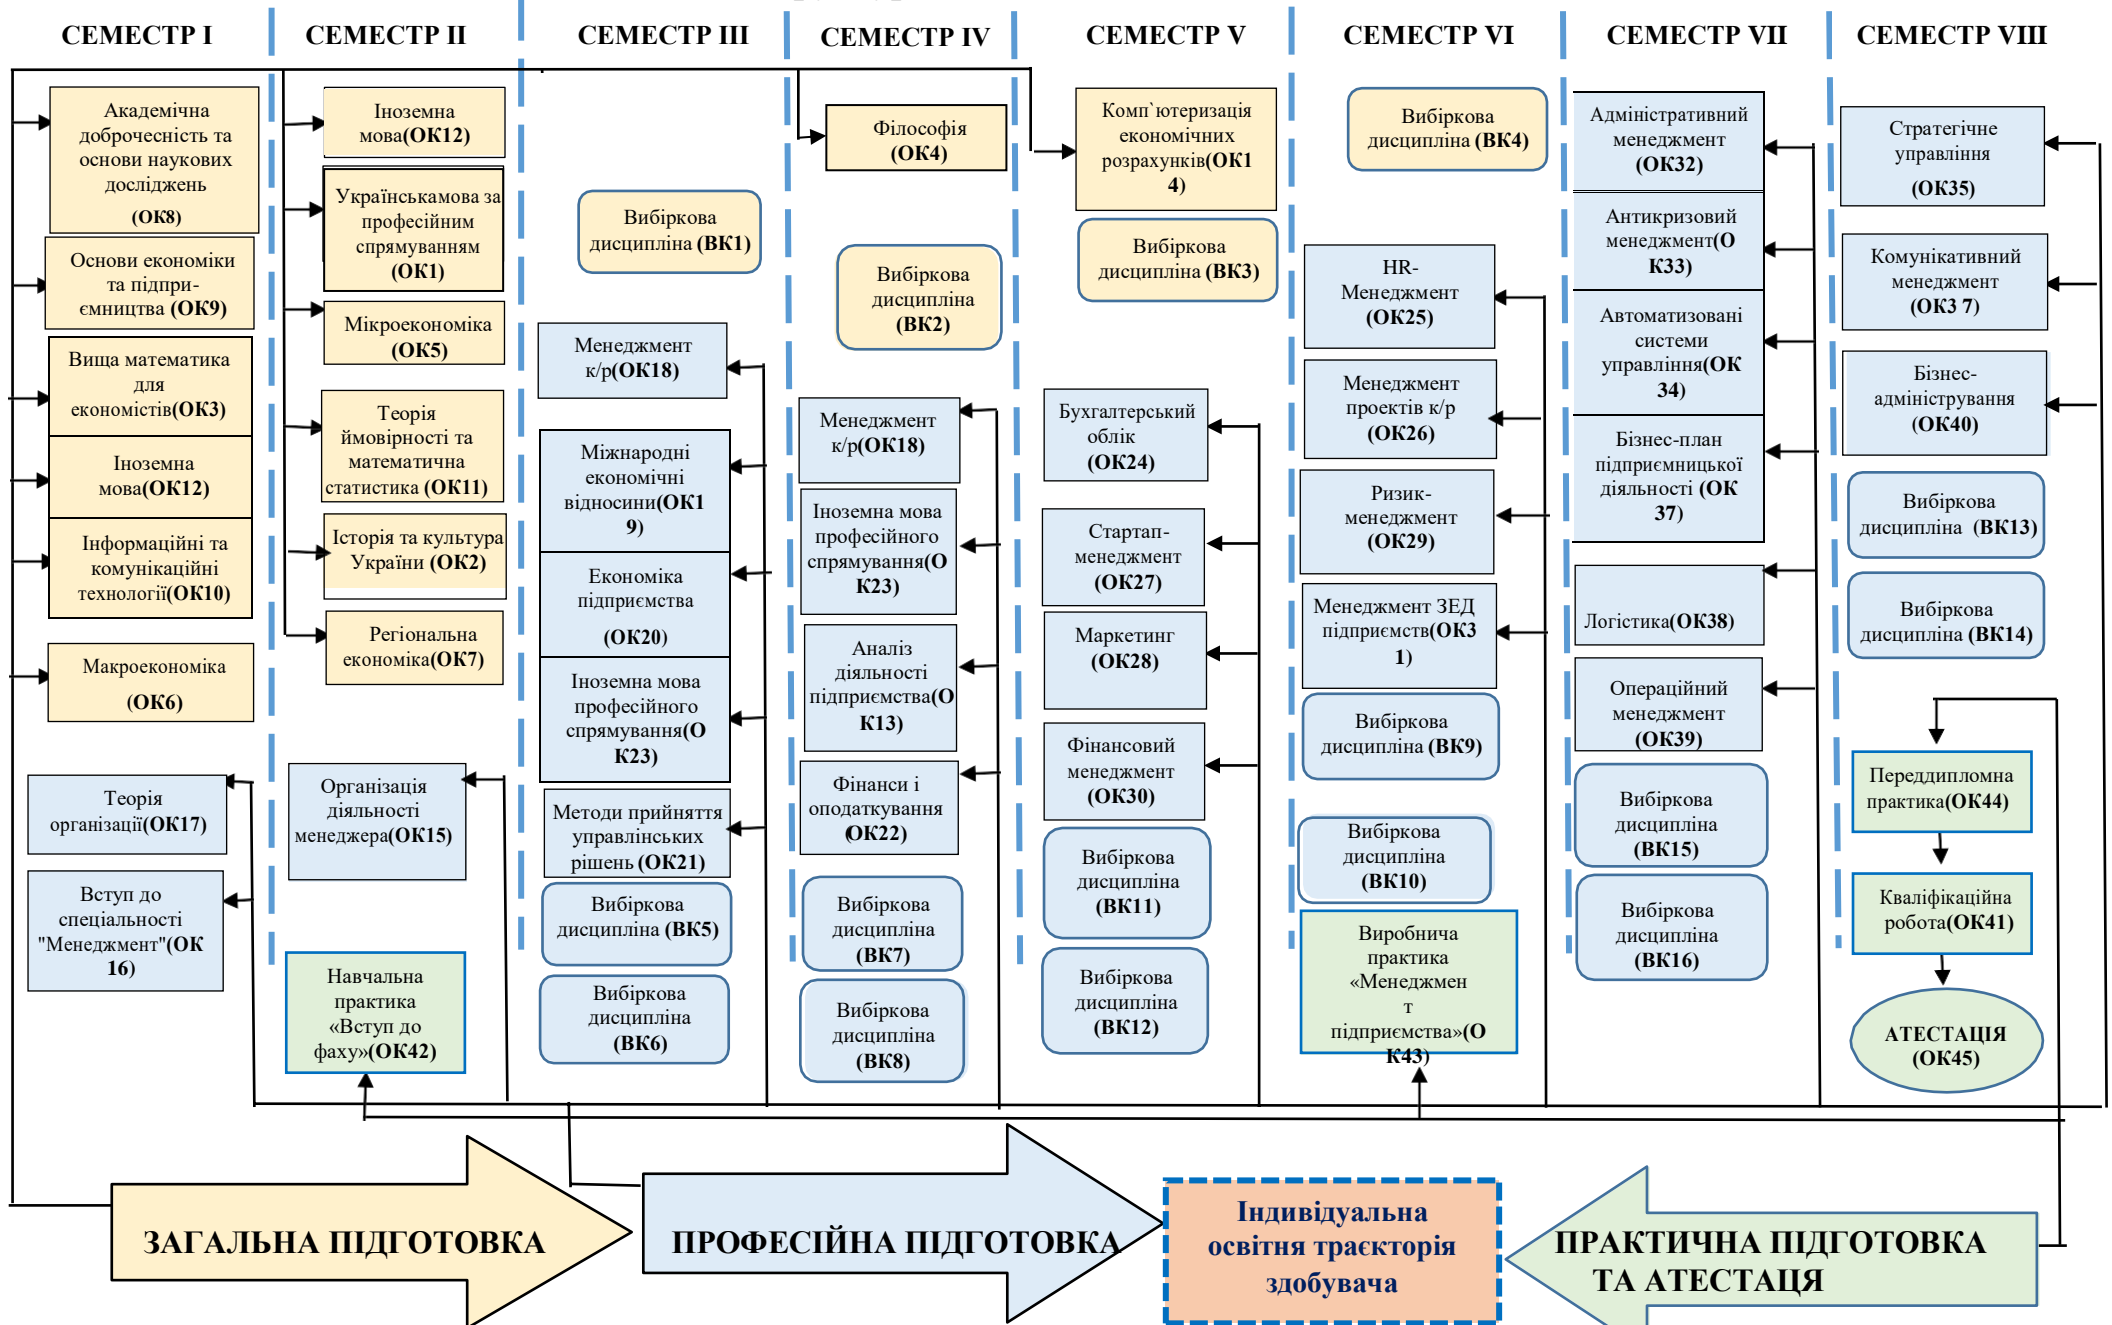 СЕМЕСТР I
СЕМЕСТР II
СЕМЕСТР III
СЕМЕСТР IV
СЕМЕСТР V
СЕМЕСТР VI
СЕМЕСТР VII
СЕМЕСТР VIII
Академічна
доброчесність та
основи наукових
досліджень
(ОК8)
Основи економіки
та підпри-
ємництва (ОК9)
Вища математика
для
економістів(ОК3)
Іноземна
мова(ОК12)
Інформаційні та
комунікаційні
технології(ОК10)
Макроекономіка
(ОК6)
Теорія
організації(ОК17)
Вступ до
спеціальності
"Менеджмент"(ОК
16)
Іноземна
мова(ОК12)
Українськамова за
професійним
спрямуванням
(ОК1)
Мікроекономіка
(ОК5)
Теорія
ймовірності та
математична
статистика (ОК11)
Історія та культура
України (ОК2)
Регіональна
економіка(ОК7)
Організація
діяльності
менеджера(ОК15)
Навчальна
практика
«Вступ до
фаху»(ОК42)
Вибіркова
дисципліна (ВК1)
Менеджмент
к/р(ОК18)
Міжнародні
економічні
відносини(ОК1
9)
Економіка
підприємства
(ОК20)
Іноземна мова
професійного
спрямування(О
К23)
Методи прийняття
управлінських
рішень (ОК21)
Вибіркова
дисципліна (ВК5)
Вибіркова
дисципліна
(ВК6)
Філософія
(ОК4)
Вибіркова
дисципліна
(ВК2)
Менеджмент
к/р(ОК18)
Іноземна мова
професійного
спрямування(О
К23)
Аналіз
діяльності
підприємства(О
К13)
Фінанси і
оподаткування
(ОК22)
Вибіркова
дисципліна
(ВК7)
Вибіркова
дисципліна
(ВК8)
Комп`ютеризація
економічних
розрахунків(ОК1
4)
Вибіркова
дисципліна (ВК3)
Бухгалтерський
облік
(ОК24)
Стартап-
менеджмент
(ОК27)
Маркетинг
(ОК28)
Фінансовий
менеджмент
(ОК30)
Вибіркова
дисципліна
(ВК11)
Вибіркова
дисципліна
(ВК12)
Вибіркова
дисципліна (ВК4)
HR-
Менеджмент
(ОК25)
Менеджмент
проектів к/р
(ОК26)
Ризик-
менеджмент
(ОК29)
Менеджмент ЗЕД
підприємств(ОК3
1)
Вибіркова
дисципліна (ВК9)
Вибіркова
дисципліна
(ВК10)
Виробнича
практика
«Менеджмен
т
підприємства»(О
К43)
Адміністративний
менеджмент
(ОК32)
Антикризовий
менеджмент(О
К33)
Автоматизовані
системи
управління(ОК
34)
Бізнес-план
підприємницької
діяльності (ОК
37)
Логістика(ОК38)
Операційний
менеджмент
(ОК39)
Вибіркова
дисципліна
(ВК15)
Вибіркова
дисципліна
(ВК16)
Стратегічне
управління
(ОК35)
Комунікативний
менеджмент
(ОК3 7)
Бізнес-
адміністрування
(ОК40)
Вибіркова
дисципліна (ВК13)
Вибіркова
дисципліна (ВК14)
Переддипломна
практика(ОК44)
Кваліфікаційна
робота(ОК41)
АТЕСТАЦІЯ
(ОК45)
ЗАГАЛЬНА ПІДГОТОВКА
ПРОФЕСІЙНА ПІДГОТОВКА
Індивідуальна
освітня траєкторія
здобувача
ПРАКТИЧНА ПІДГОТОВКА
ТА АТЕСТАЦІЯ